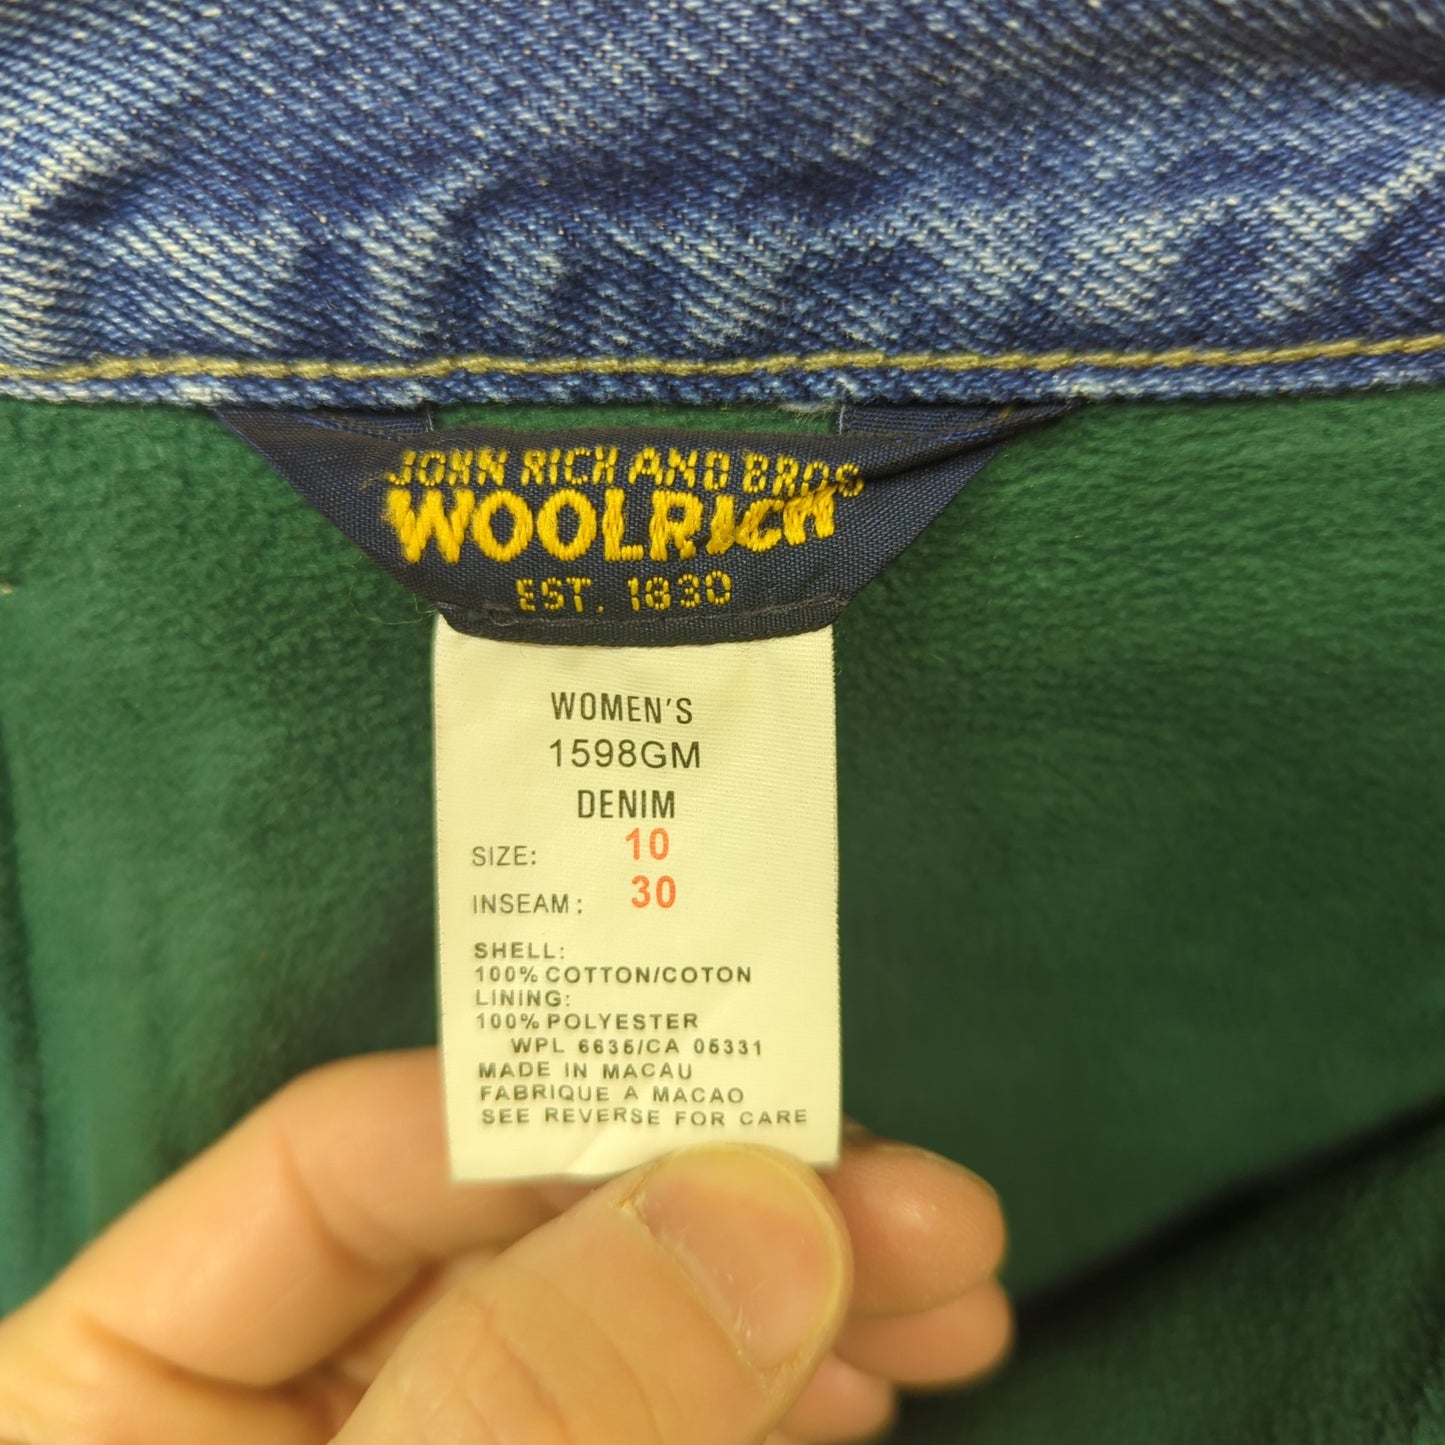 JOHN RICH AND BROS
WOOLRICH
EST. 1830
WOMEN'S
1598GM
DENIM
SIZE: 10
INSEAM: 30
SHELL:
100% COTTON/COTON
LINING:
100% POLYESTER
WPL 6635/CA 05331
MADE IN MACAU
FABRIQUE A MACAO
SEE REVERSE FOR CARE